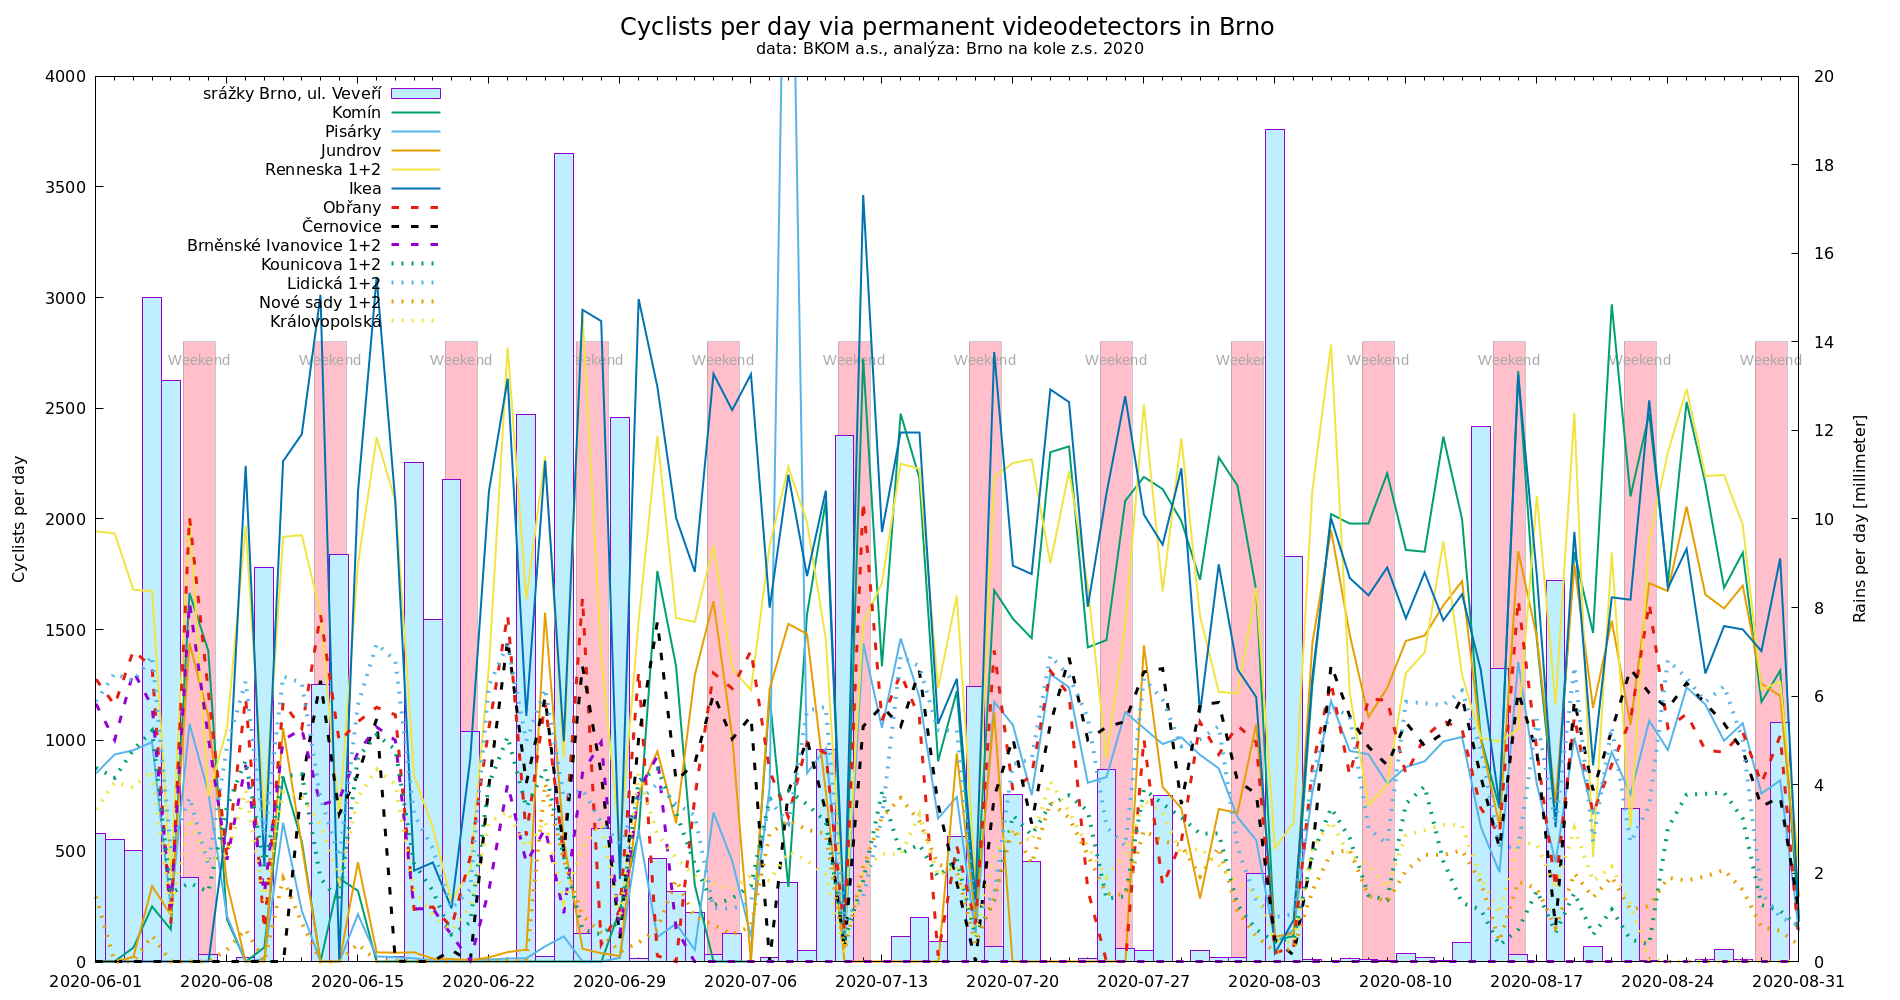 Cyclists per day via permanent videodetectors in Brno
data: BKOM a.s., analýza: Brno na kole z.s. 2020
4000
3500
3000
2500
2000
1500
1000
500
0
Cyclists per day
20
18
16
14
12
10
8
6
4
2
0
Rains per day [millimeter]
srážky Brno, ul. Veveří
Komín
Pisárky
Jundrov
Renneska 1+2
Ikea
Obřany
Černovice
Brněnské Ivanovice 1+2
Kounicova 1+2
Lidická 1+2
Nové sady 1+2
Královopolská
Weekend Weekend Weekend Weekend Weekend Weekend Weekend Weekend Weekend Weekend Weekend Weekend Weekend
2020-06-01 2020-06-08 2020-06-15 2020-06-22 2020-06-29 2020-07-06 2020-07-13 2020-07-20 2020-07-27 2020-08-03 2020-08-10 2020-08-17 2020-08-24 2020-08-31